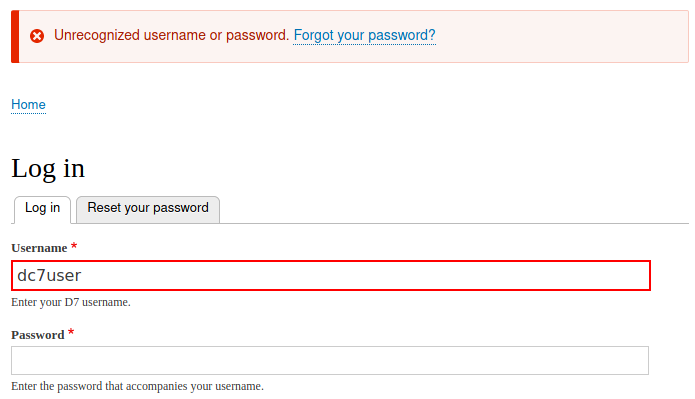 Unrecognized username or password. Forgot your password?
Home
Log in
Log in Reset your password
Username *
dc7user
Enter your D7 username.
Password *
Enter the password that accompanies your username.